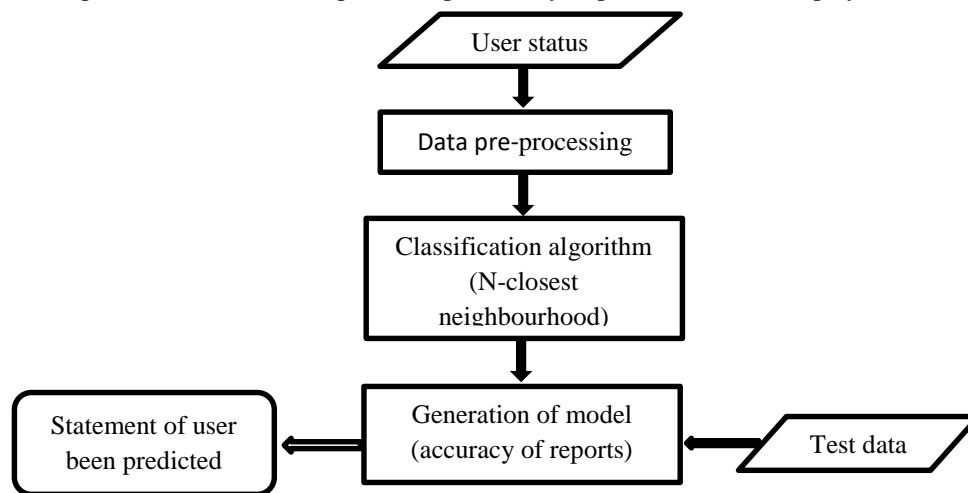 User status
Data pre-processing
Classification algorithm
(N-closest
neighbourhood)
Generation of model
(accuracy of reports)
Statement of user
been predicted
Test data